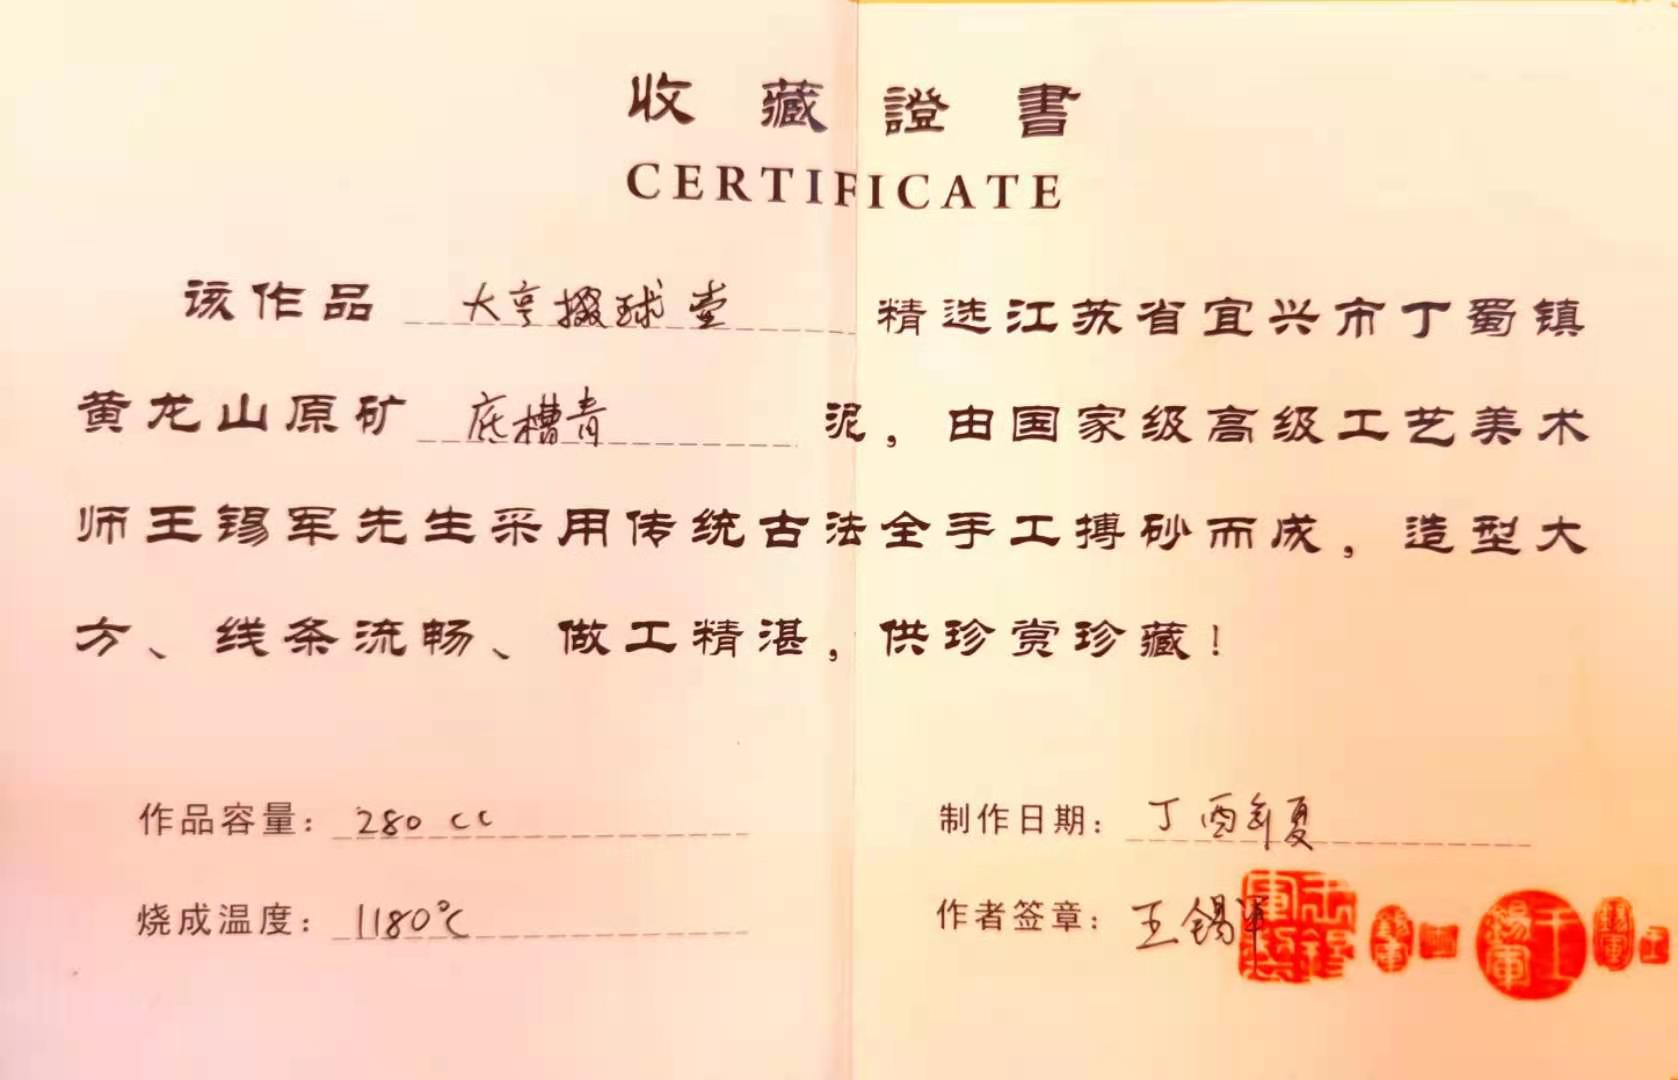 收藏證書
CERTIFICATE
该作品 大亨掇球壶 精选江苏省宜兴市丁蜀镇
黄龙山原矿 底槽青 泥，由国家级高级工艺美术
师王锡军先生采用传统古法全手工搏砂而成，造型大
方、线条流畅、做工精湛，供珍赏珍藏！
作品容量：280 cc
制作日期：丁酉年夏
烧成温度：1180℃
作者签章：王锡军